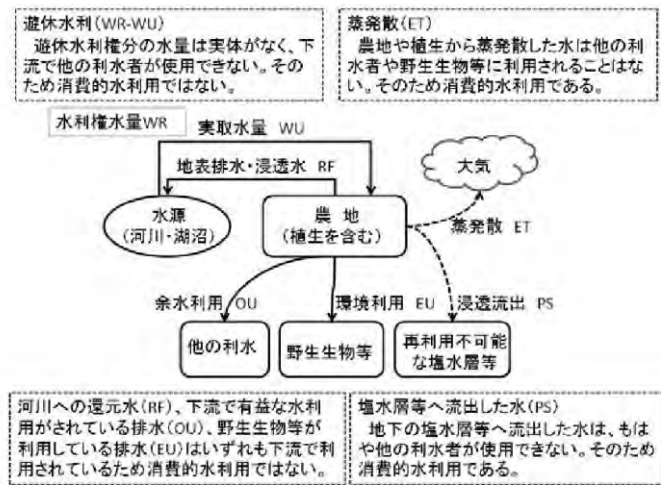 遊休水利(WR-WU)
遊休水利権分の水量は実体がなく、下
流で他の利水者が使用できない。そのた
め消費的水利用ではない。
蒸発散(ET)
農地や植生から蒸発散した水は他の利
水者や野生生物等に利用されることはな
い。そのため消費的水利用である。
水利権水量WR
実取水量 WU
地表排水・浸透水 RF
大気
水源
(河川・湖沼)
農 地
(植生を含む)
蒸発散 ET
余水利用 OU
環境利用 EU
浸透流出 PS
他の利水
野生生物等
再利用不可能
な塩水層等
河川への還元水(RF)、下流で有益な水利
用がされている排水(OU)、野生生物等が
利用している排水(EU)はいずれも下流で利
用されているため消費的水利用ではない。
塩水層等へ流出した水(PS)
地下の塩水層等へ流出した水は、もは
や他の利水者が使用できない。そのため
消費的水利用である。